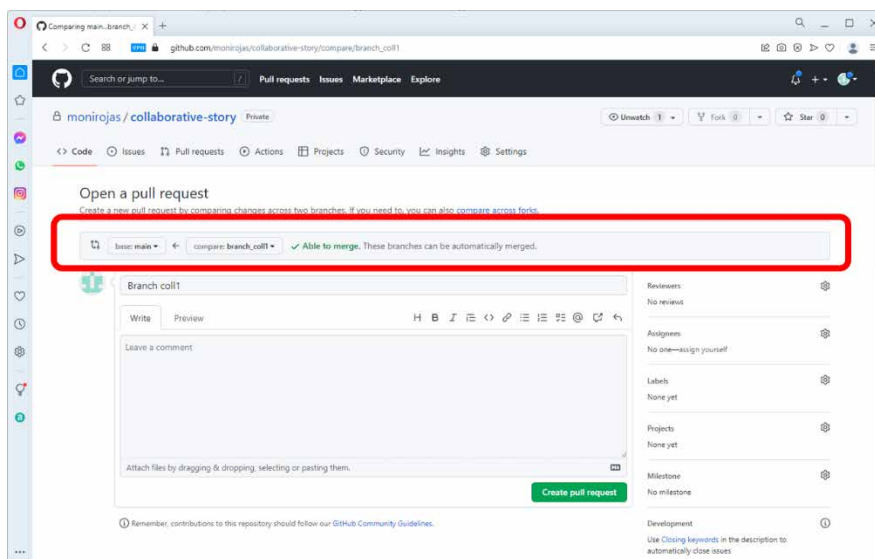 Comparing main...branch_c
github.com/monirojas/collaborative-story/compare/branch_coll1
VPN
Search or jump to...
/
Pull requests Issues Marketplace Explore
monirojas / collaborative-story Private
Unwatch 1
Fork 0
Star 0
<> Code Issues Pull requests Actions Projects Security Insights Settings
Open a pull request
Create a new pull request by comparing changes across two branches. If you need to, you can also compare across forks.
base: main ← compare: branch_coll1 ✓ Able to merge. These branches can be automatically merged.
Branch coll1
Write Preview
Leave a comment
Attach files by dragging & dropping, selecting or pasting them.
Create pull request
Remember, contributions to this repository should follow our GitHub Community Guidelines.
Reviewers
No reviews
Assignees
No one—assign yourself
Labels
None yet
Projects
None yet
Milestone
No milestone
Development
Use Closing keywords in the description to
automatically close issues